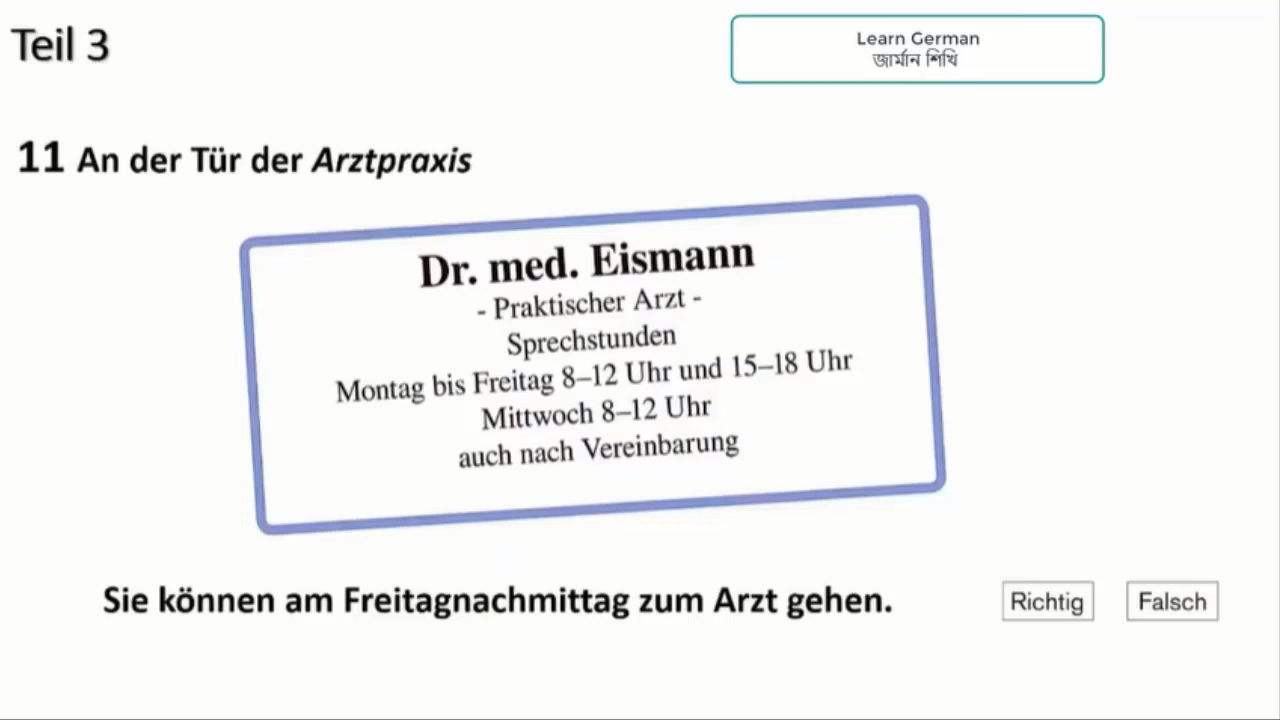 Teil 3
Learn German
জার্মান শিখি
11 An der Tür der Arztpraxis
Dr. med. Eismann
- Praktischer Arzt -
Sprechstunden
Montag bis Freitag 8–12 Uhr und 15–18 Uhr
Mittwoch 8–12 Uhr
auch nach Vereinbarung
Sie können am Freitagnachmittag zum Arzt gehen.
Richtig
Falsch